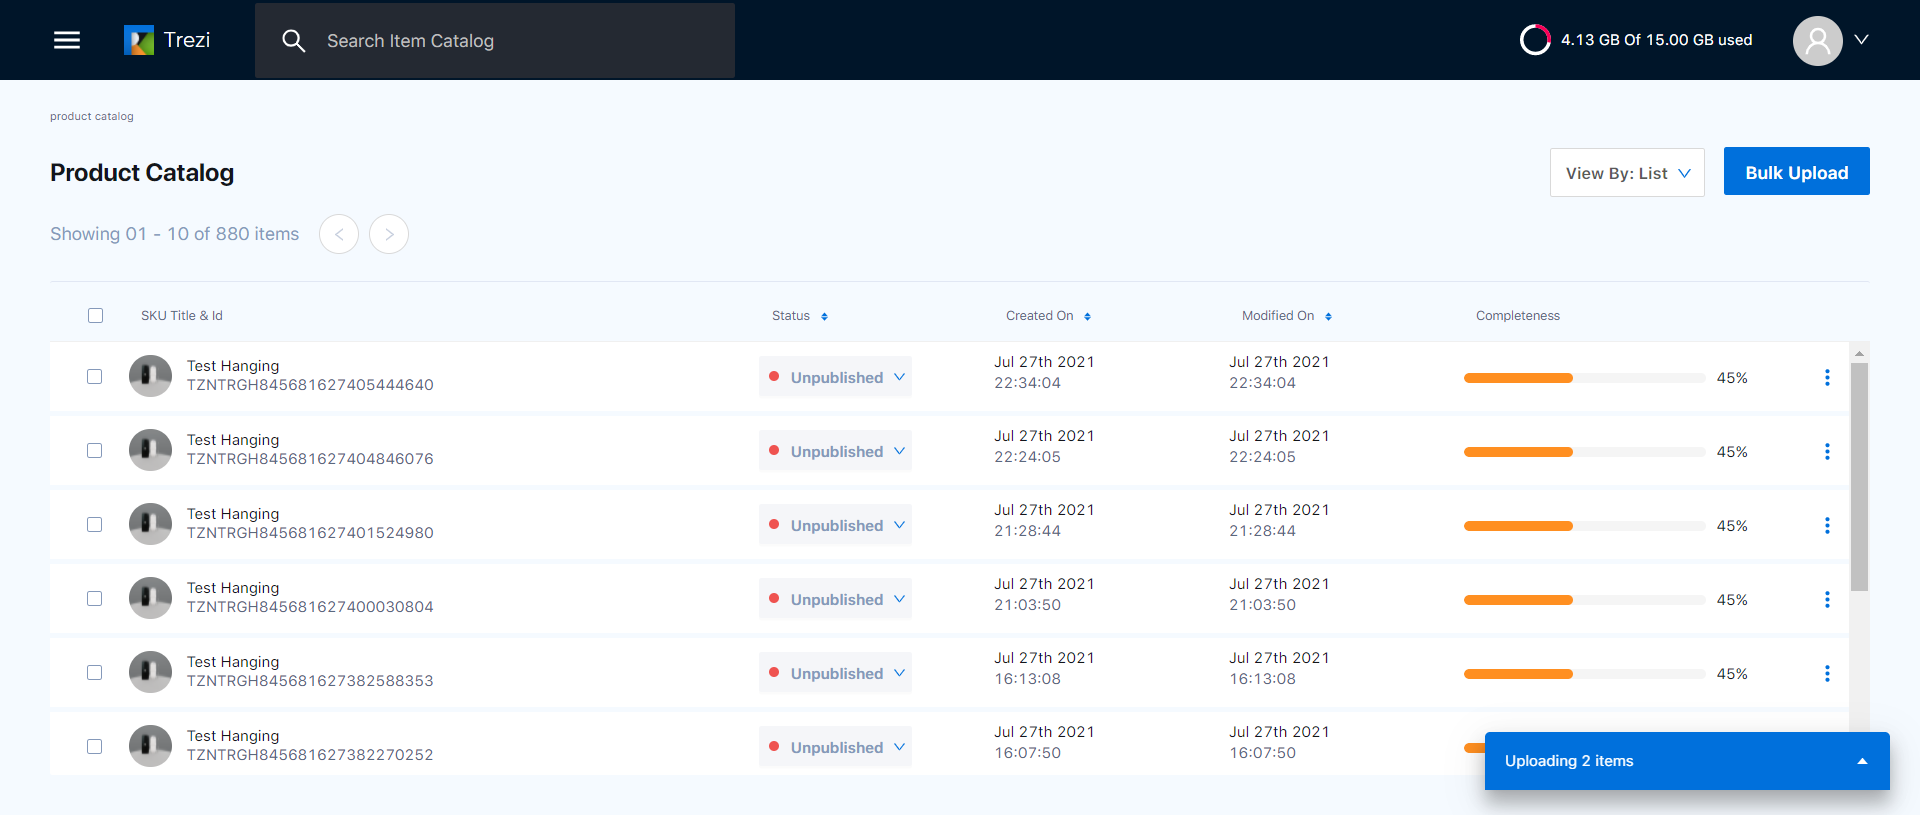 Trezi
Search Item Catalog
4.13 GB Of 15.00 GB used
product catalog
Product Catalog
View By: List
Bulk Upload
Showing 01 - 10 of 880 items
SKU Title & Id
Status
Created On
Modified On
Completeness
Test Hanging
TZNTRGH845681627405444640
Unpublished
Jul 27th 2021
22:34:04
Jul 27th 2021
22:34:04
45%
Test Hanging
TZNTRGH845681627404846076
Unpublished
Jul 27th 2021
22:24:05
Jul 27th 2021
22:24:05
45%
Test Hanging
TZNTRGH845681627401524980
Unpublished
Jul 27th 2021
21:28:44
Jul 27th 2021
21:28:44
45%
Test Hanging
TZNTRGH845681627400030804
Unpublished
Jul 27th 2021
21:03:50
Jul 27th 2021
21:03:50
45%
Test Hanging
TZNTRGH845681627382588353
Unpublished
Jul 27th 2021
16:13:08
Jul 27th 2021
16:13:08
45%
Test Hanging
TZNTRGH845681627382270252
Unpublished
Jul 27th 2021
16:07:50
Jul 27th 2021
16:07:50
Uploading 2 items